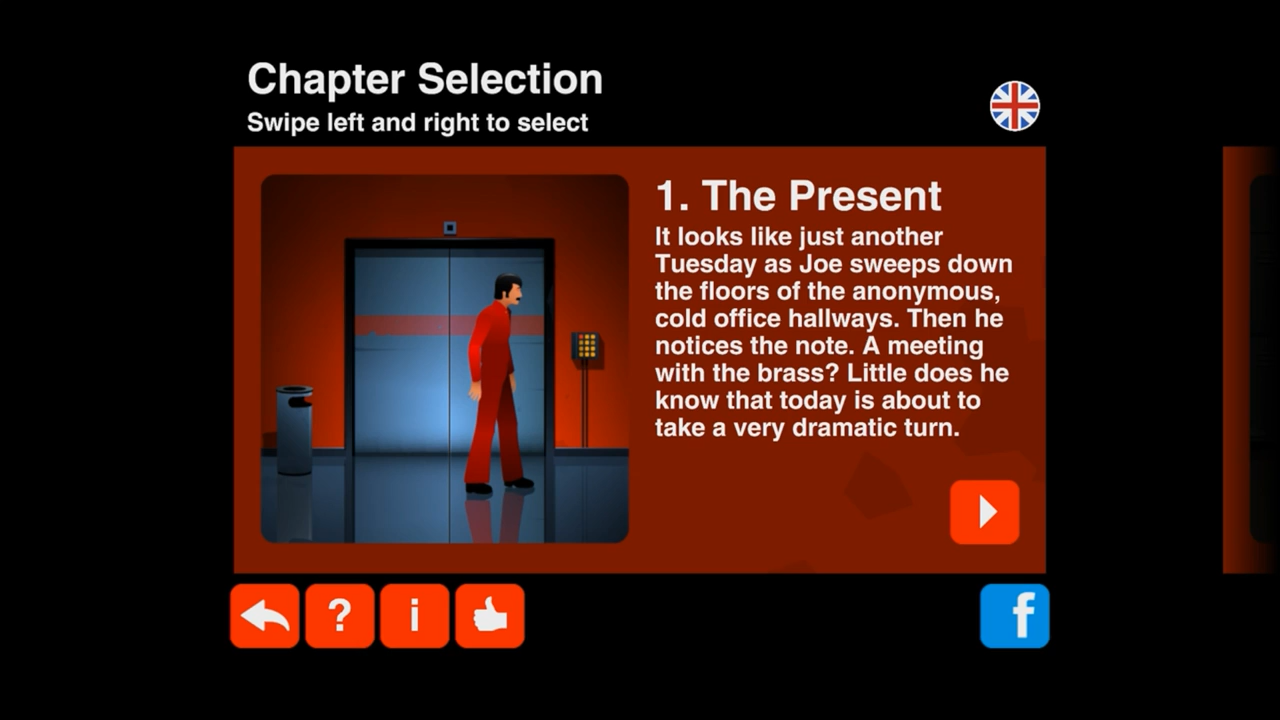 Chapter Selection
Swipe left and right to select
1. The Present
It looks like just another
Tuesday as Joe sweeps down
the floors of the anonymous,
cold office hallways. Then he
notices the note. A meeting
with the brass? Little does he
know that today is about to
take a very dramatic turn.
? i f